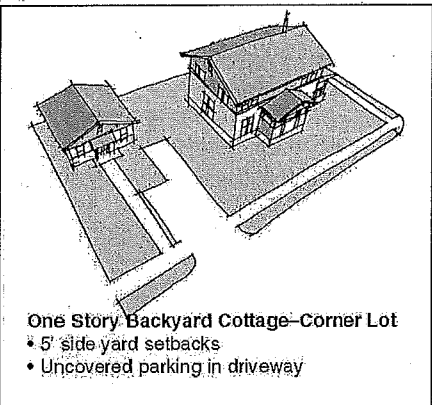 One Story Backyard Cottage–Corner Lot
• 5' side yard setbacks
• Uncovered parking in driveway